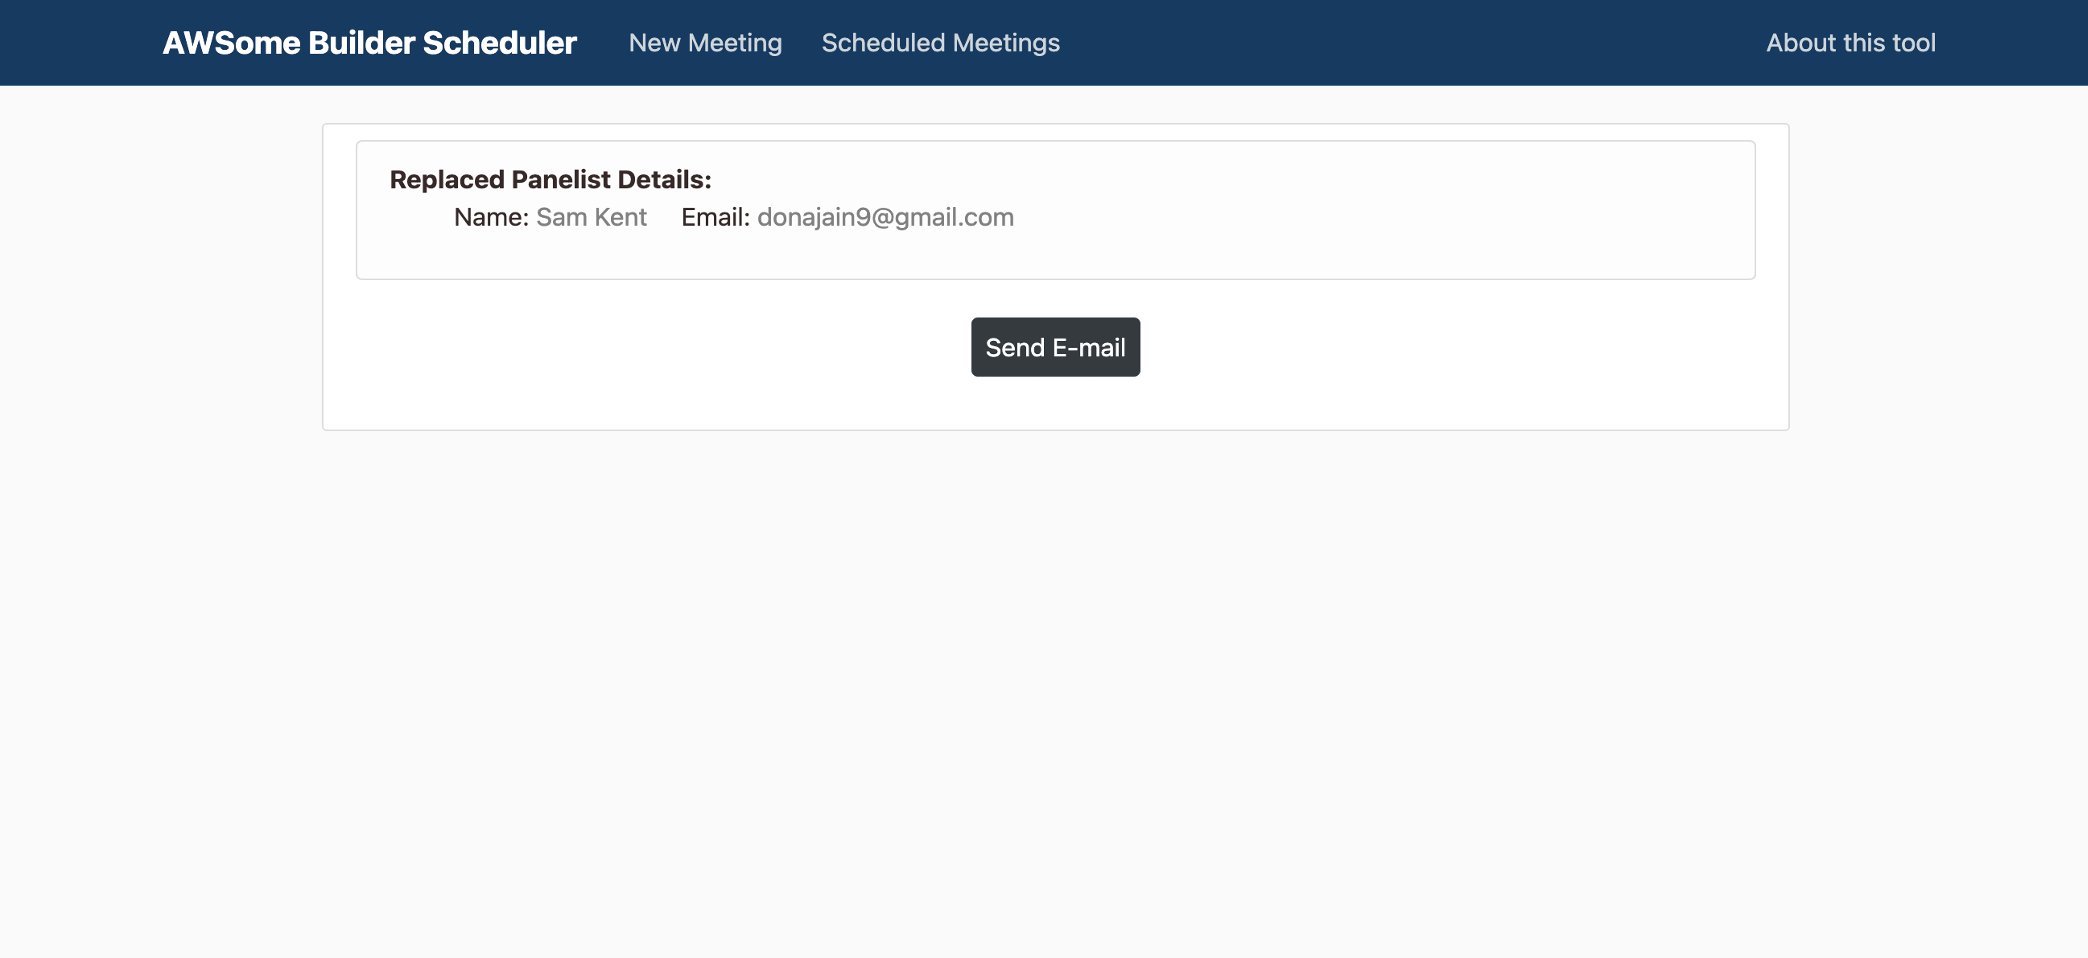 AWSome Builder Scheduler New Meeting Scheduled Meetings About this tool
Replaced Panelist Details:
Name: Sam Kent Email: donajain9@gmail.com
Send E-mail